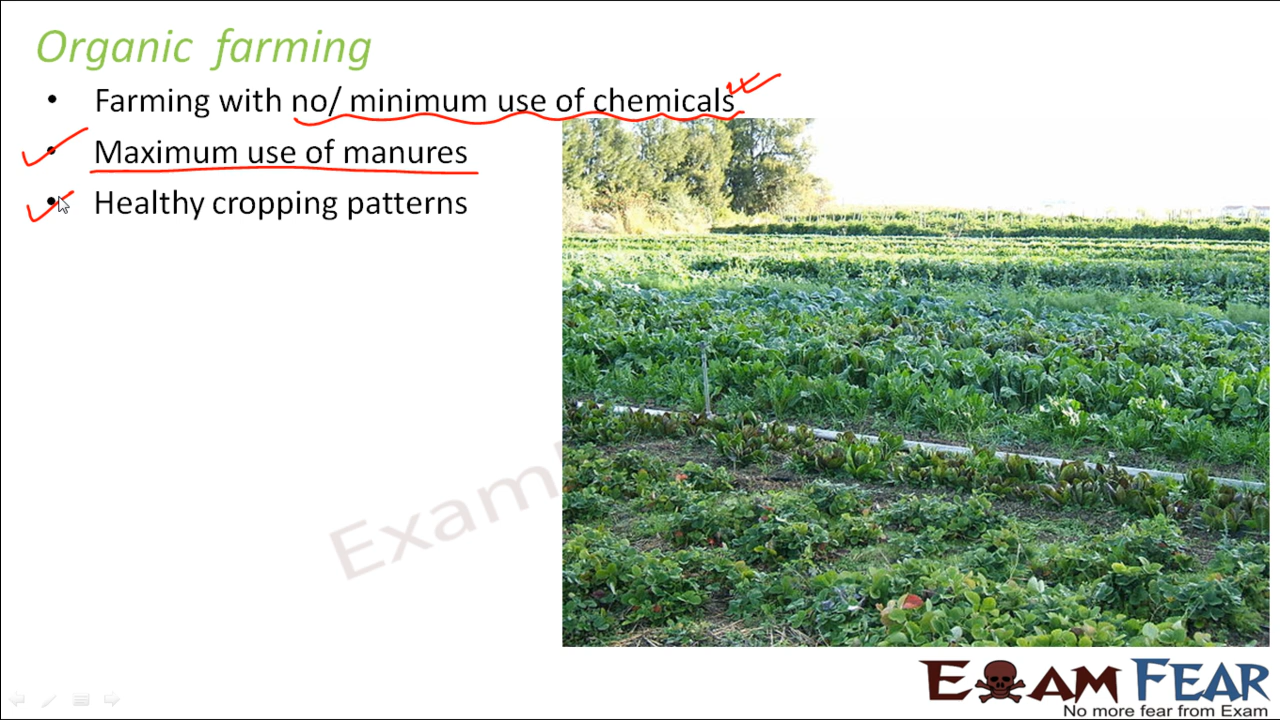 Organic farming
• Farming with no/ minimum use of chemicals
• Maximum use of manures
• Healthy cropping patterns
Exam
EXAM FEAR
No more fear from Exam